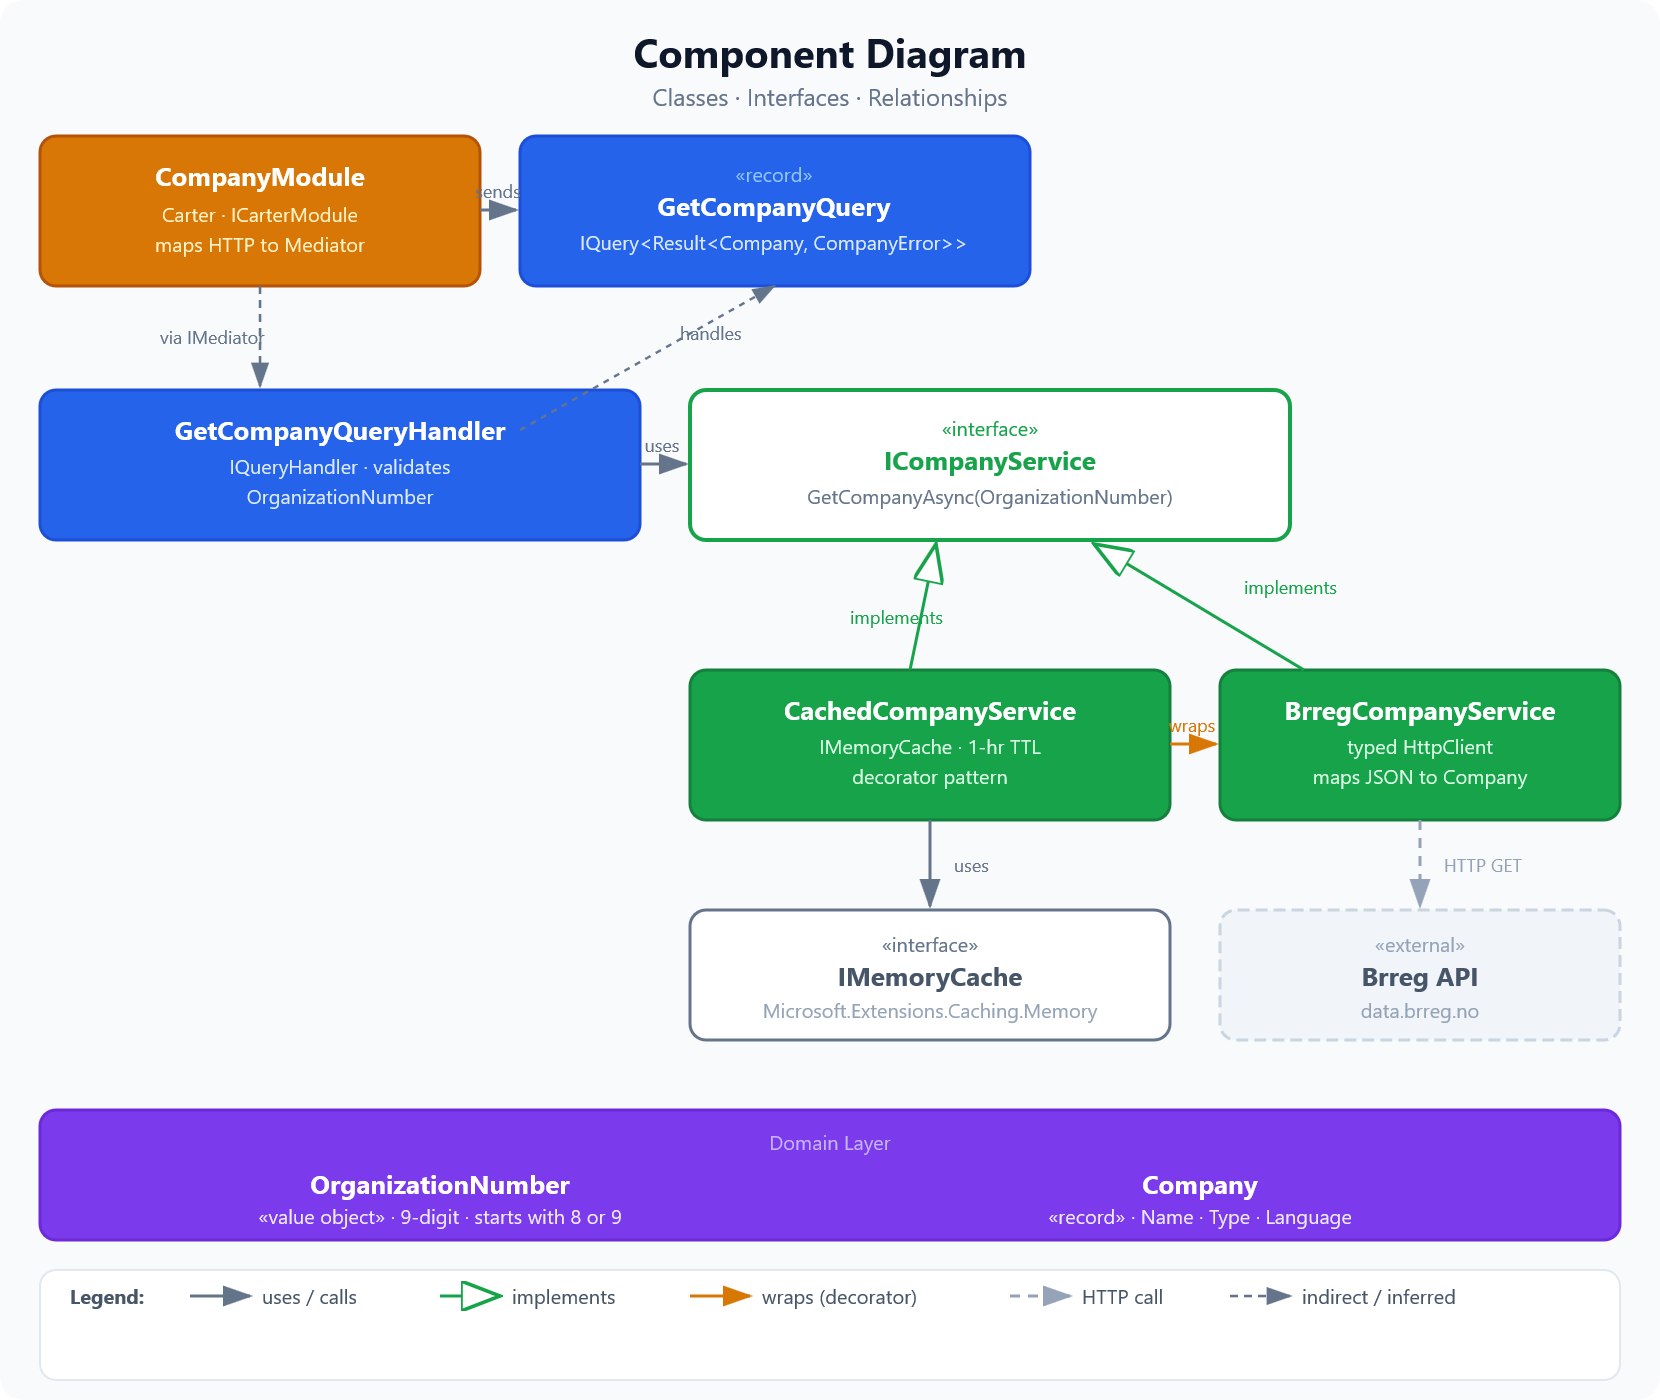 Component Diagram
Classes · Interfaces · Relationships
CompanyModule
Carter · ICarterModule
maps HTTP to Mediator
sends
«record»
GetCompanyQuery
IQuery<Result<Company, CompanyError>>
via IMediator
handles
GetCompanyQueryHandler
IQueryHandler · validates
OrganizationNumber
uses
«interface»
ICompanyService
GetCompanyAsync(OrganizationNumber)
implements
implements
CachedCompanyService
IMemoryCache · 1-hr TTL
decorator pattern
wraps
BrregCompanyService
typed HttpClient
maps JSON to Company
uses
HTTP GET
«interface»
IMemoryCache
Microsoft.Extensions.Caching.Memory
«external»
Brreg API
data.brreg.no
Domain Layer
OrganizationNumber
«value object» · 9-digit · starts with 8 or 9
Company
«record» · Name · Type · Language
Legend:
uses / calls
implements
wraps (decorator)
HTTP call
indirect / inferred